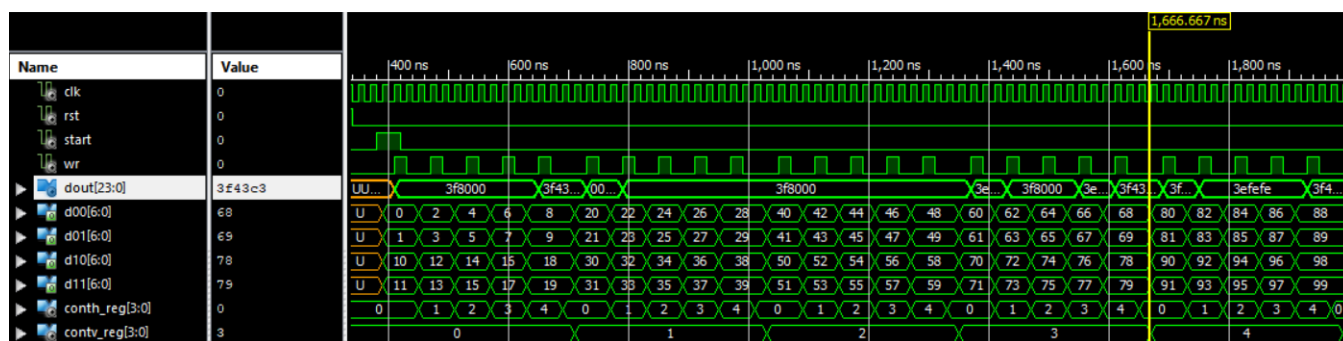 1,666.667 ns
Name Value 400 ns 600 ns 800 ns 1,000 ns 1,200 ns 1,400 ns 1,600 ns 1,800 ns
clk 0
rst 0
start 0
wr 0
dout[23:0] 3f43c3 UU... 3f8000 3f43... 00... 3f8000 3e... 3f8000 3e... 3f43... 3f... 3efefe 3f4...
d00[6:0] 68 U 0 2 4 6 8 20 22 24 26 28 40 42 44 46 48 60 62 64 66 68 80 82 84 86 88
d01[6:0] 69 U 1 3 5 7 9 21 23 25 27 29 41 43 45 47 49 61 63 65 67 69 81 83 85 87 89
d10[6:0] 78 U 10 12 14 16 18 30 32 34 36 38 50 52 54 56 58 70 72 74 76 78 90 92 94 96 98
d11[6:0] 79 U 11 13 15 17 19 31 33 35 37 39 51 53 55 57 59 71 73 75 77 79 91 93 95 97 99
conth_reg[3:0] 0 0 1 2 3 4 0 1 2 3 4 0 1 2 3 4 0 1 2 3 4 0 1 2 3 4 0
contv_reg[3:0] 3 0 1 2 3 4